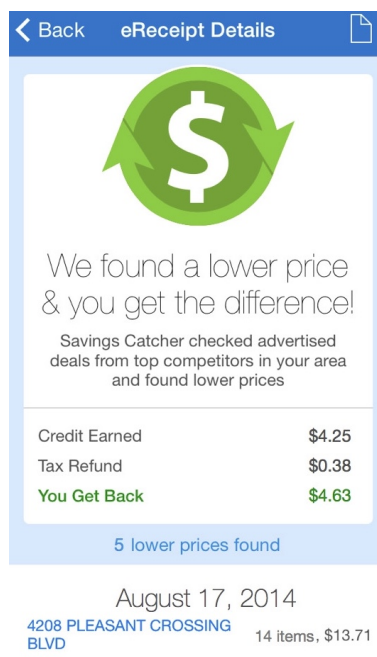 Back eReceipt Details
$
We found a lower price
& you get the difference!
Savings Catcher checked advertised
deals from top competitors in your area
and found lower prices
Credit Earned $4.25
Tax Refund $0.38
You Get Back $4.63
5 lower prices found
August 17, 2014
4208 PLEASANT CROSSING
BLVD
14 items, $13.71